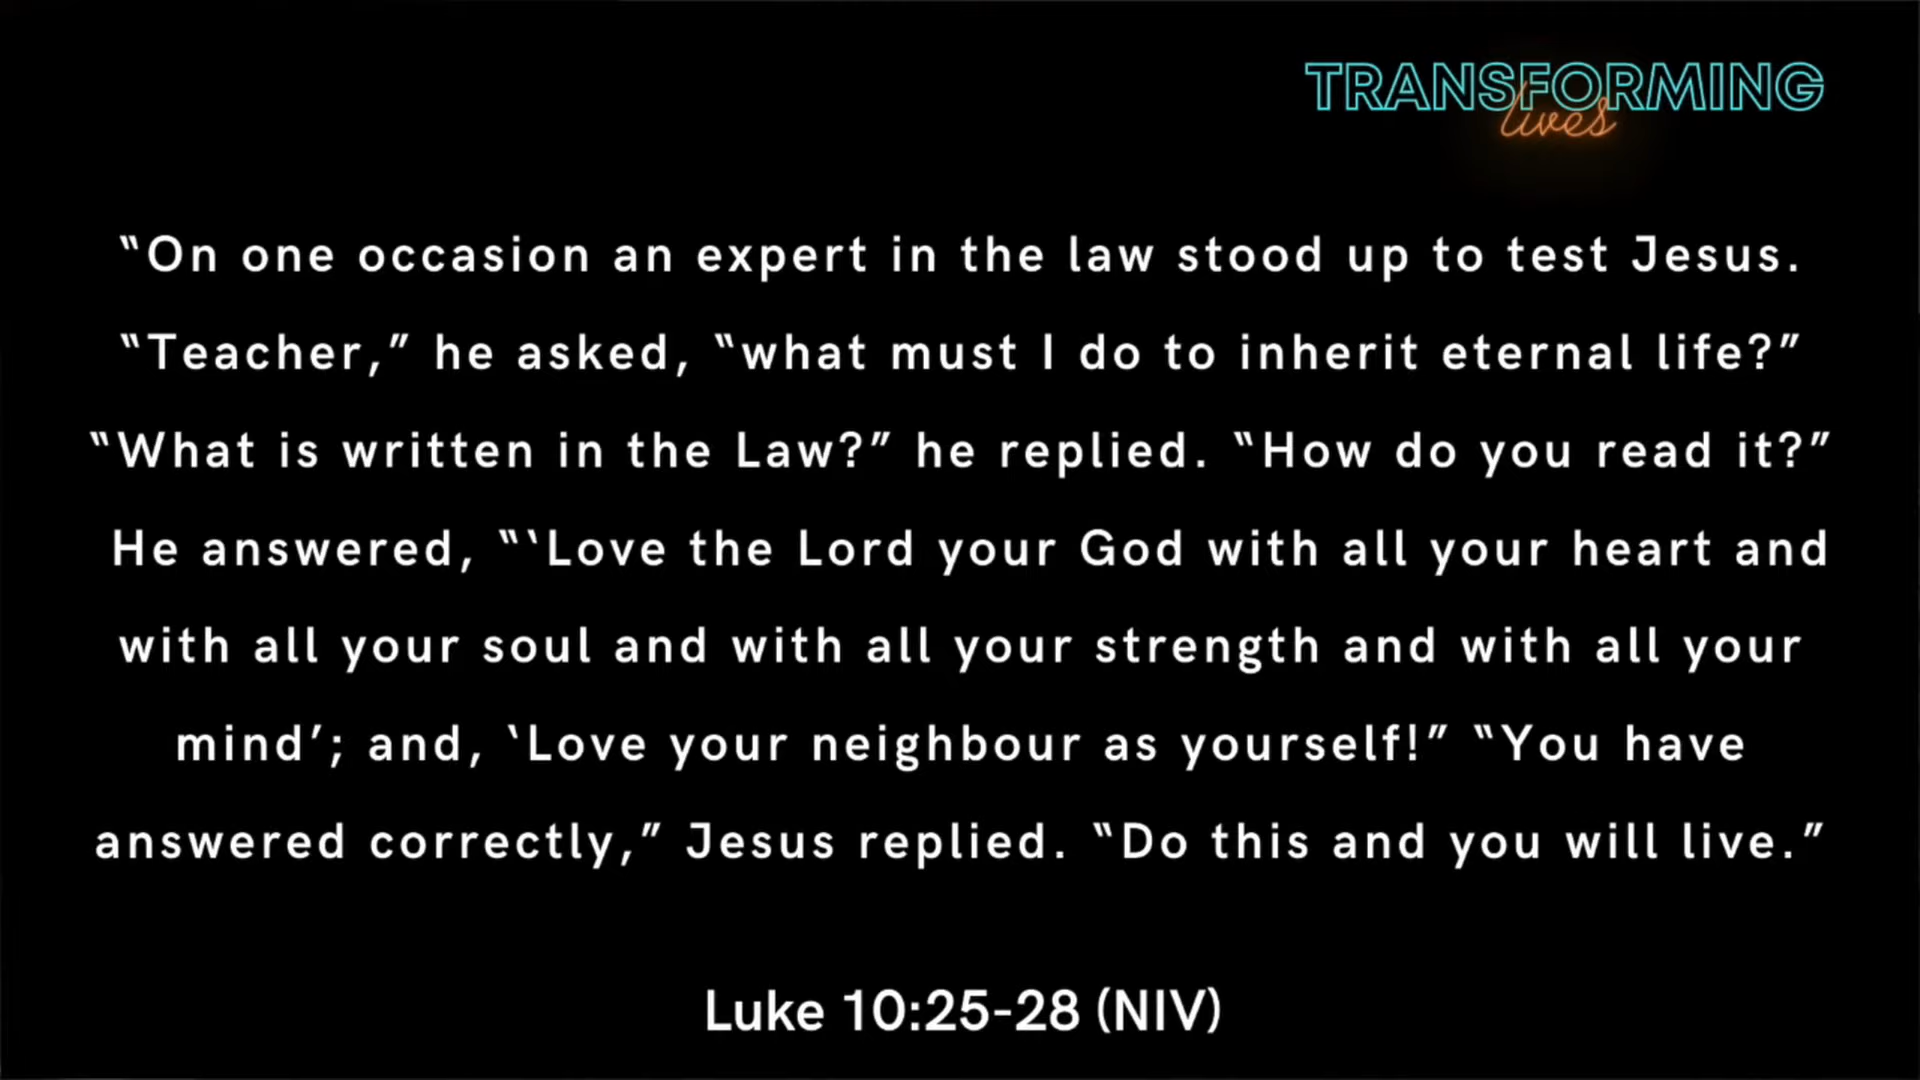 TRANSFORMING
lives
“On one occasion an expert in the law stood up to test Jesus.
“Teacher,” he asked, “what must I do to inherit eternal life?”
“What is written in the Law?” he replied. “How do you read it?”
He answered, “‘Love the Lord your God with all your heart and
with all your soul and with all your strength and with all your
mind’; and, ‘Love your neighbour as yourself!” “You have
answered correctly,” Jesus replied. “Do this and you will live.”
Luke 10:25-28 (NIV)